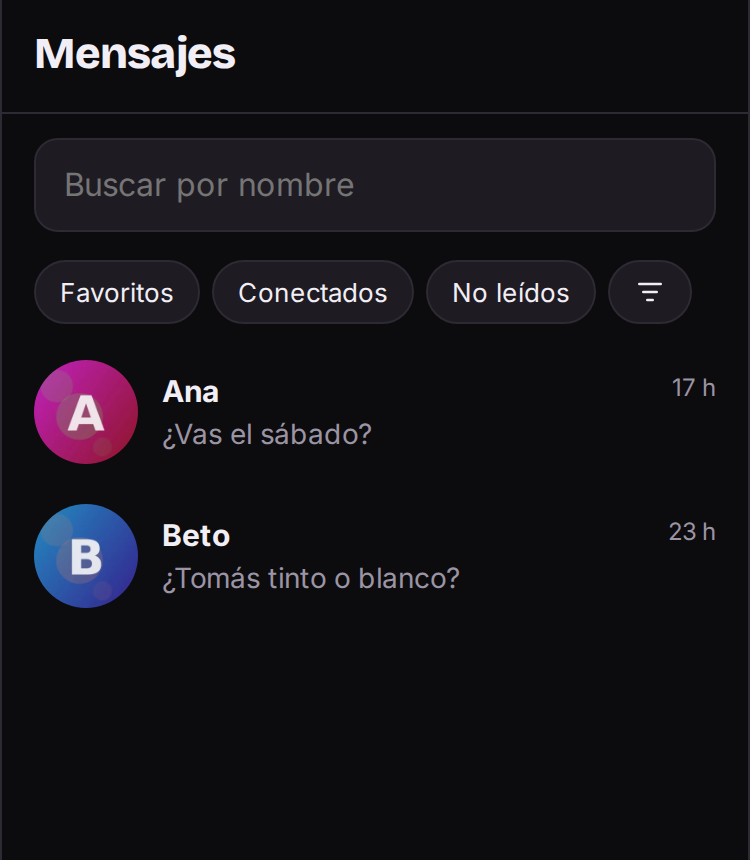 Mensajes
Buscar por nombre
Favoritos Conectados No leídos
A Ana 17 h
¿Vas el sábado?
B Beto 23 h
¿Tomás tinto o blanco?